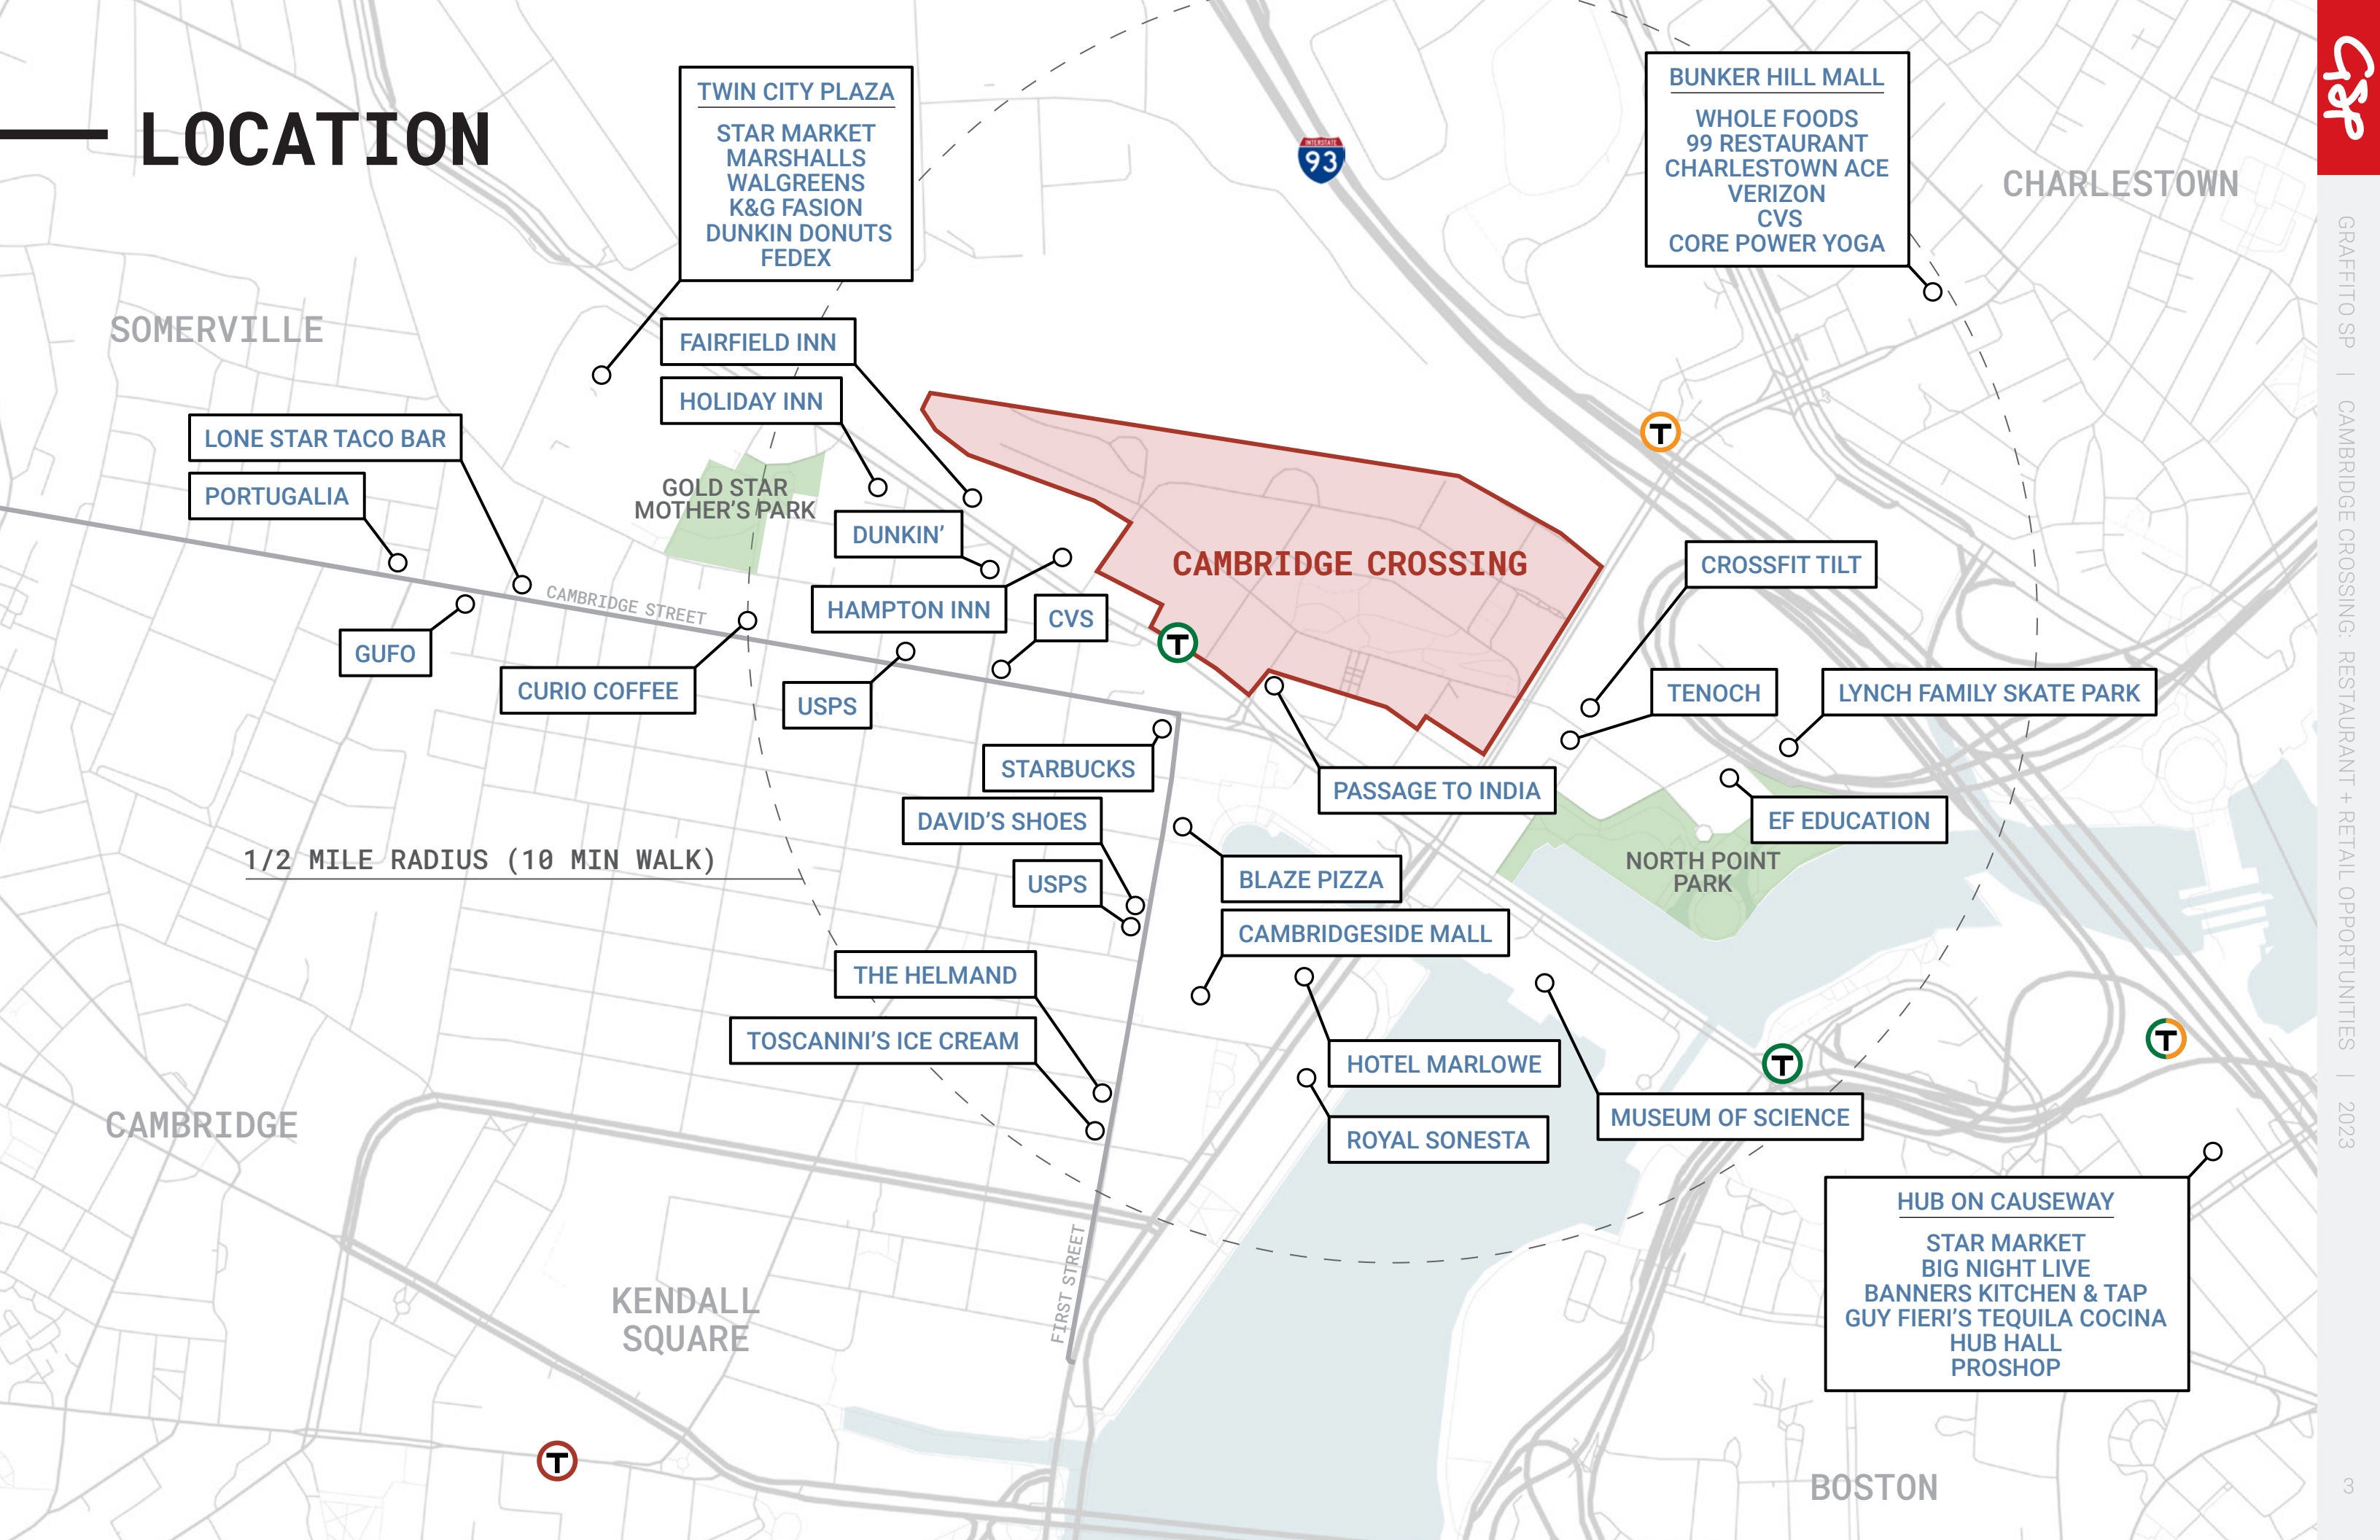 LOCATION
TWIN CITY PLAZA
STAR MARKET
MARSHALLS
WALGREENS
K&G FASION
DUNKIN DONUTS
FEDEX
INTERSTATE
93
BUNKER HILL MALL
WHOLE FOODS
99 RESTAURANT
CHARLESTOWN ACE
VERIZON
CVS
CORE POWER YOGA
CHARLESTOWN
SOMERVILLE
FAIRFIELD INN
HOLIDAY INN
LONE STAR TACO BAR
PORTUGALIA
GOLD STAR
MOTHER'S PARK
DUNKIN'
HAMPTON INN
CVS
CAMBRIDGE CROSSING
T
T
CROSSFIT TILT
CAMBRIDGE STREET
GUFO
CURIO COFFEE
USPS
TENOCH
LYNCH FAMILY SKATE PARK
STARBUCKS
PASSAGE TO INDIA
DAVID'S SHOES
EF EDUCATION
1/2 MILE RADIUS (10 MIN WALK)
USPS
BLAZE PIZZA
NORTH POINT
PARK
CAMBRIDGESIDE MALL
THE HELMAND
TOSCANINI'S ICE CREAM
HOTEL MARLOWE
T
T
CAMBRIDGE
ROYAL SONESTA
MUSEUM OF SCIENCE
HUB ON CAUSEWAY
STAR MARKET
BIG NIGHT LIVE
BANNERS KITCHEN & TAP
GUY FIERI'S TEQUILA COCINA
HUB HALL
PROSHOP
KENDALL
SQUARE
FIRST STREET
T
BOSTON
GSP
GRAFFITO SP | CAMBRIDGE CROSSING: RESTAURANT + RETAIL OPPORTUNITIES | 2023
3